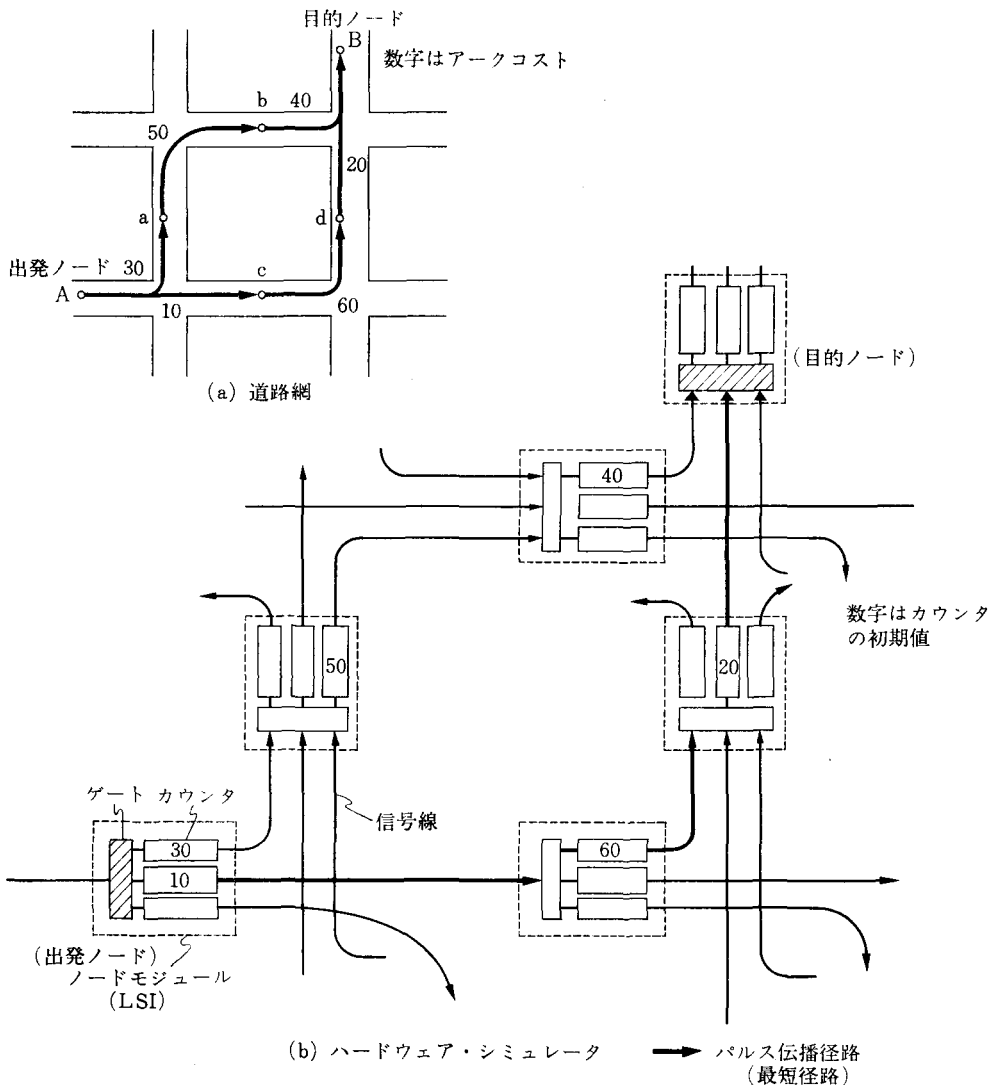 目的ノード
B
数字はアークコスト
b
40
50
20
a
d
出発ノード
30
c
A
10
60
(a) 道路網
(目的ノード)
40
数字はカウンタ
の初期値
50
20
ゲート カウンタ
信号線
30
60
10
(出発ノード)
ノードモジュール
(LSI)
(b) ハードウェア・シミュレータ
パルス伝播径路
(最短径路)